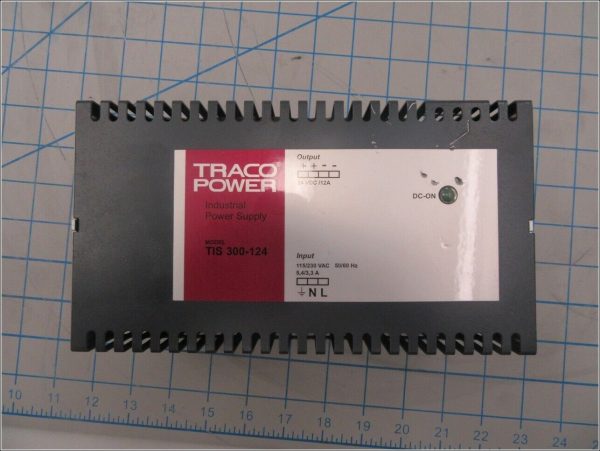 TRACO
POWER
Industrial
Power Supply
MODEL
TIS 300-124
Output
+ + - -
VDC /12A
DC-ON
Input
115/230 VAC 50/60 Hz
5,4/3,3 A
⏚ N L
10 11 12 13 14 15 16 17 18 19 20 21 22 23 24